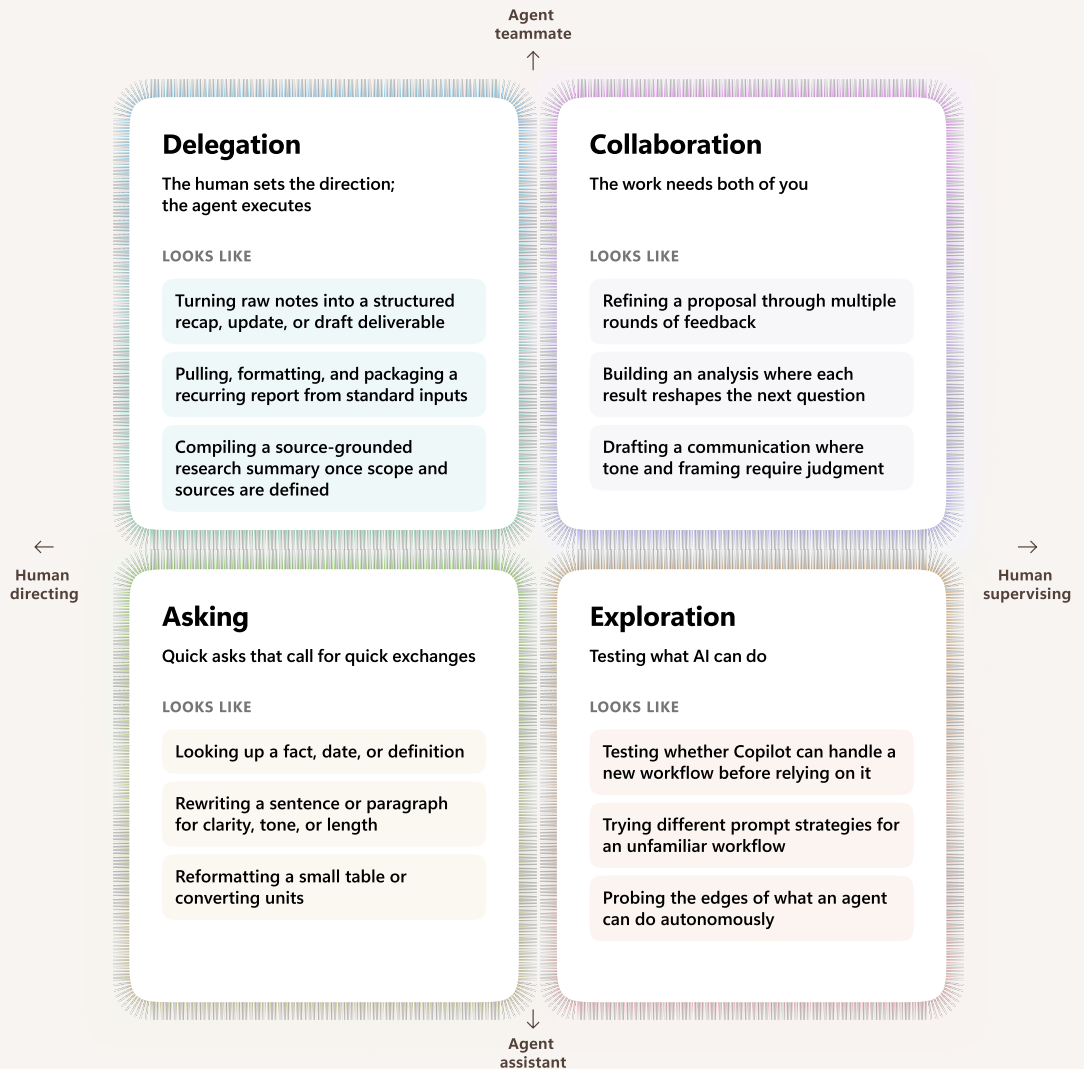 Agent
teammate
↑
Delegation
The human sets the direction;
the agent executes
LOOKS LIKE
Turning raw notes into a structured
recap, update, or draft deliverable
Pulling, formatting, and packaging a
recurring report from standard inputs
Compiling a source-grounded
research summary once scope and
sources are defined
Collaboration
The work needs both of you
LOOKS LIKE
Refining a proposal through multiple
rounds of feedback
Building an analysis where each
result reshapes the next question
Drafting a communication where
tone and framing require judgment
←
Human
directing
→
Human
supervising
Asking
Quick asks that call for quick exchanges
LOOKS LIKE
Looking up a fact, date, or definition
Rewriting a sentence or paragraph
for clarity, tone, or length
Reformatting a small table or
converting units
Exploration
Testing what AI can do
LOOKS LIKE
Testing whether Copilot can handle a
new workflow before relying on it
Trying different prompt strategies for
an unfamiliar workflow
Probing the edges of what an agent
can do autonomously
↓
Agent
assistant